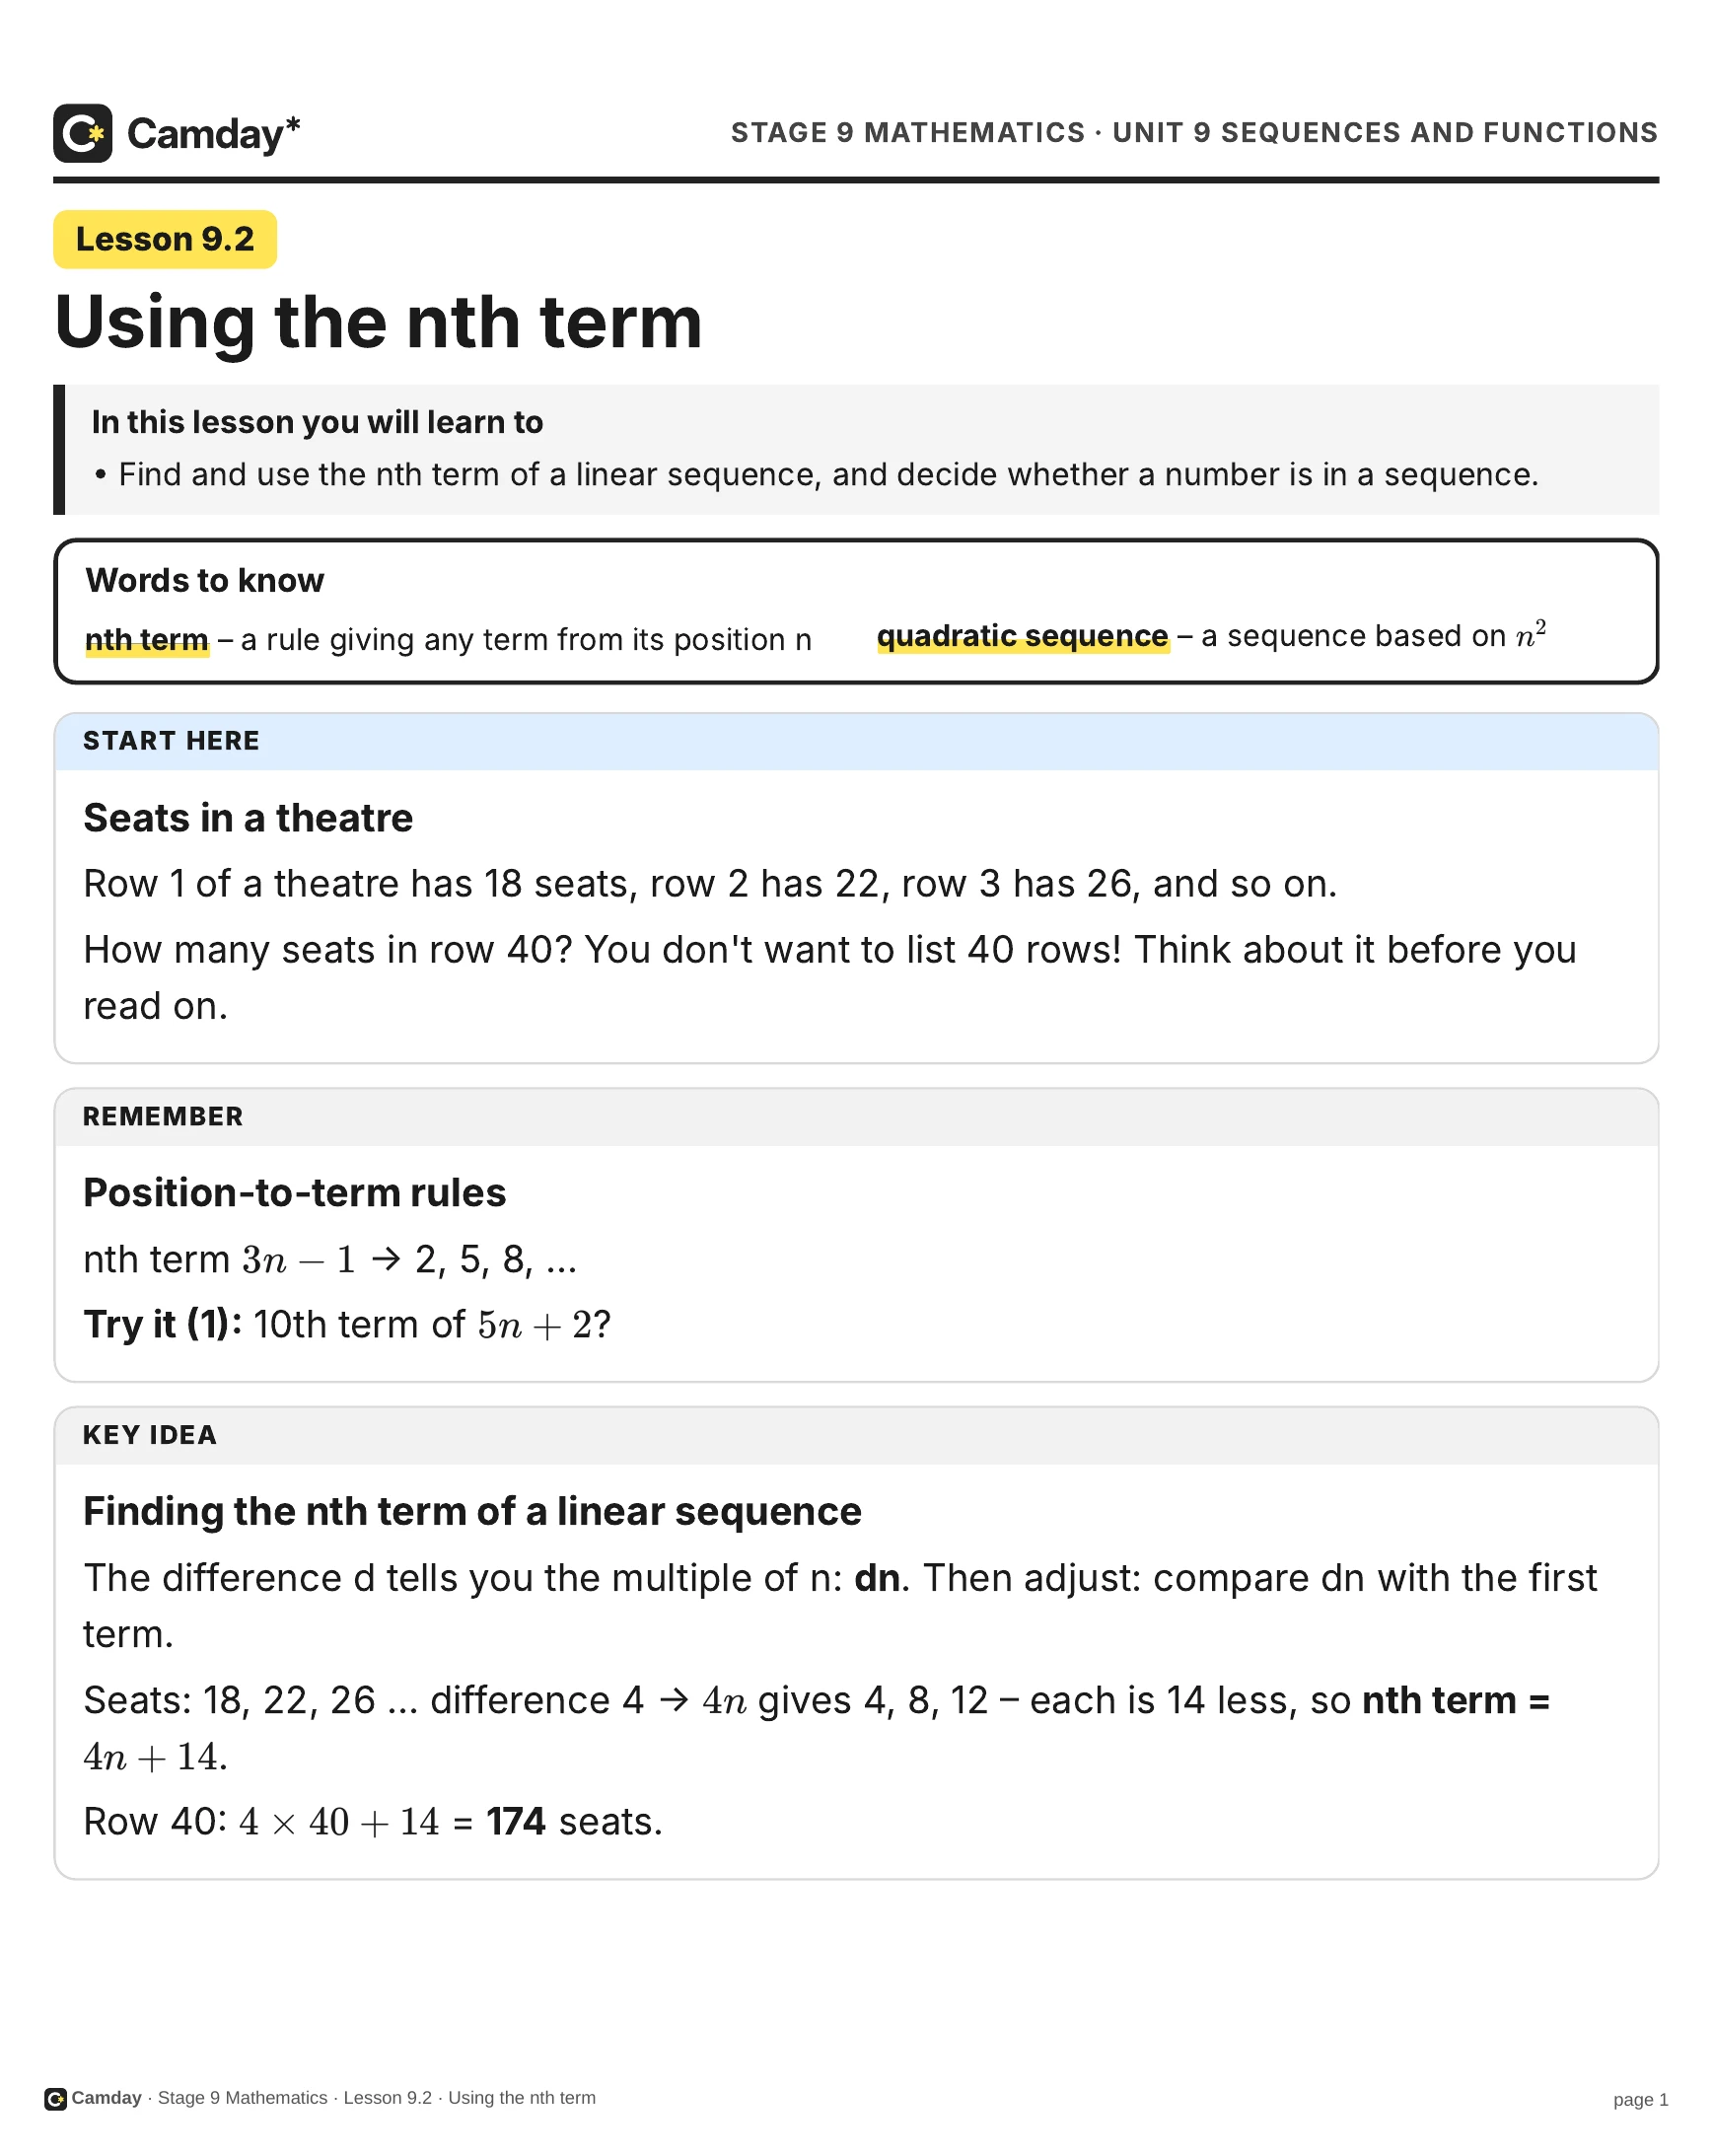 Camday*
STAGE 9 MATHEMATICS · UNIT 9 SEQUENCES AND FUNCTIONS
Lesson 9.2
Using the nth term
In this lesson you will learn to
• Find and use the nth term of a linear sequence, and decide whether a number is in a sequence.
Words to know
nth term – a rule giving any term from its position n
quadratic sequence – a sequence based on n²
START HERE
Seats in a theatre
Row 1 of a theatre has 18 seats, row 2 has 22, row 3 has 26, and so on.
How many seats in row 40? You don't want to list 40 rows! Think about it before you
read on.
REMEMBER
Position-to-term rules
nth term 3n − 1 → 2, 5, 8, …
Try it (1): 10th term of 5n + 2?
KEY IDEA
Finding the nth term of a linear sequence
The difference d tells you the multiple of n: dn. Then adjust: compare dn with the first
term.
Seats: 18, 22, 26 … difference 4 → 4n gives 4, 8, 12 – each is 14 less, so nth term =
4n + 14.
Row 40: 4 × 40 + 14 = 174 seats.
Camday · Stage 9 Mathematics · Lesson 9.2 · Using the nth term
page 1